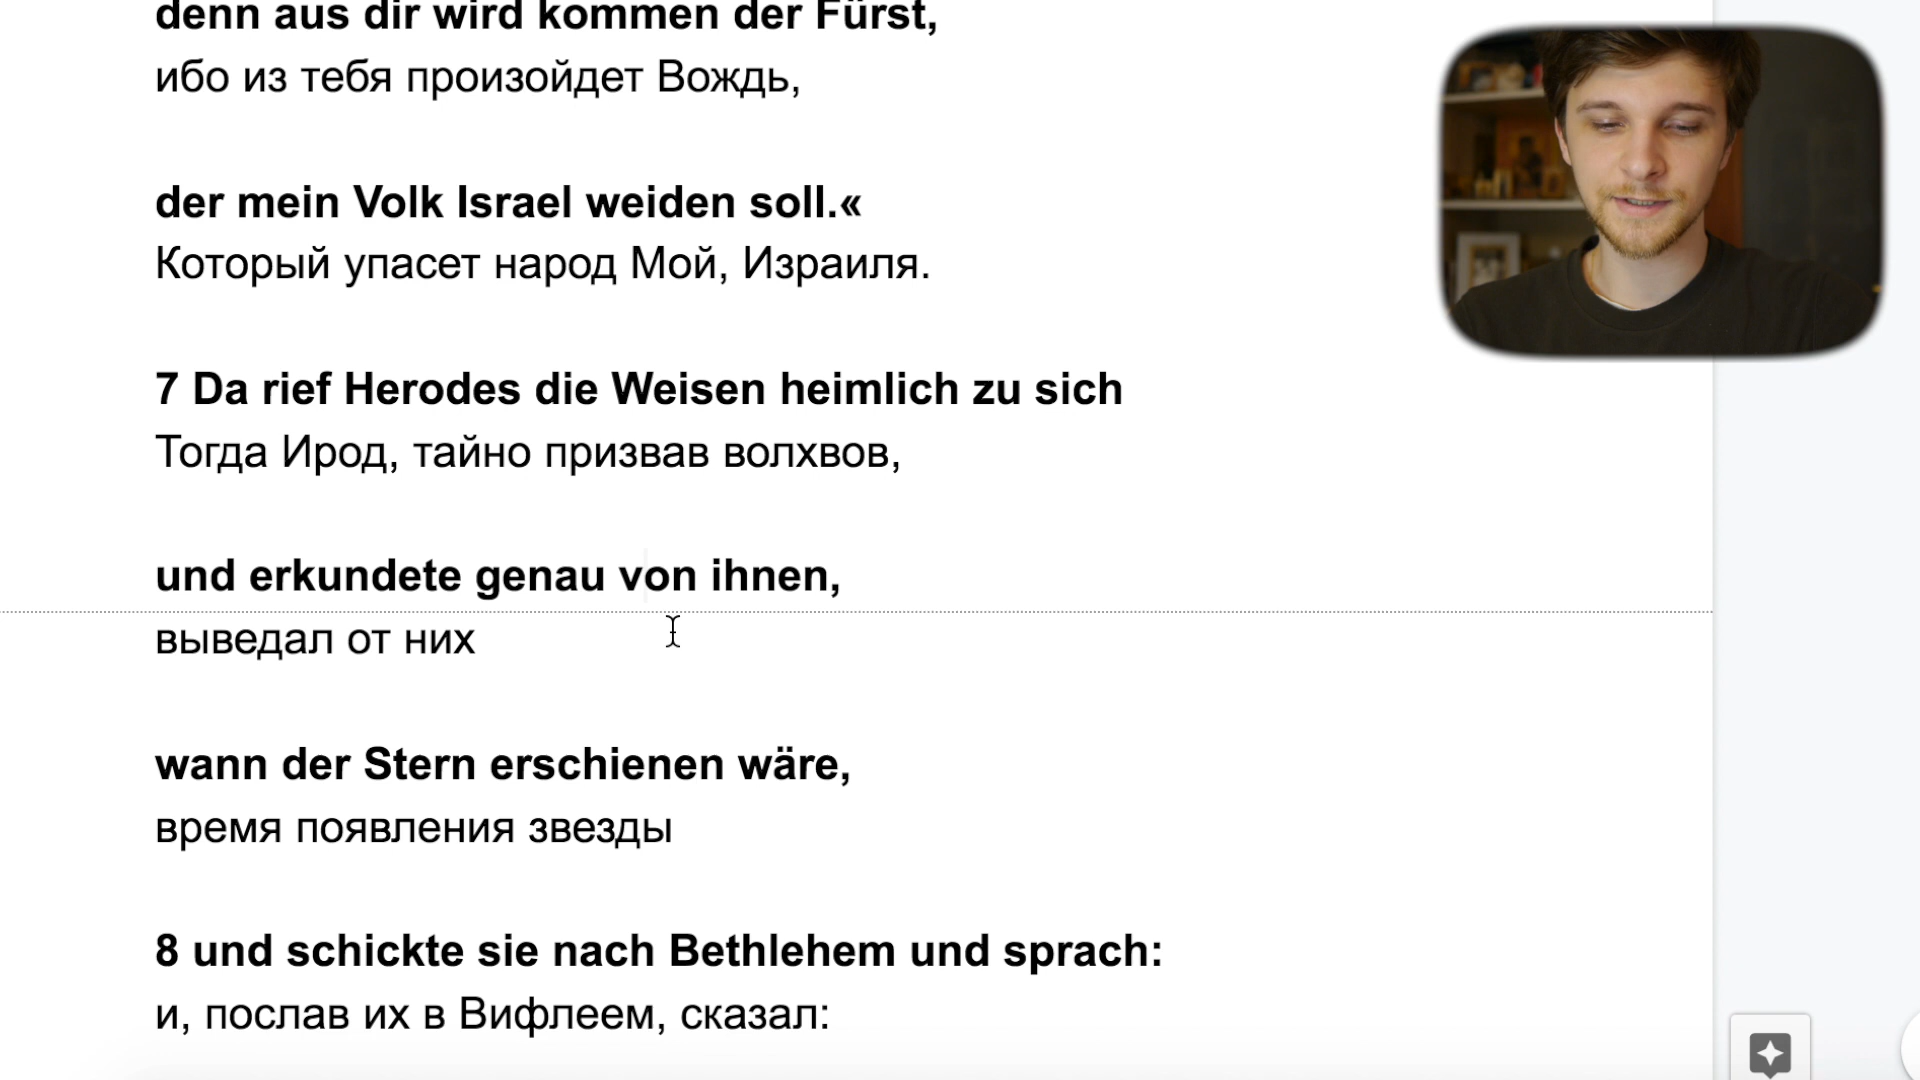 denn aus dir wird kommen der Fürst,
ибо из тебя произойдет Вождь,
der mein Volk Israel weiden soll.«
Который упасет народ Мой, Израиля.
7 Da rief Herodes die Weisen heimlich zu sich
Тогда Ирод, тайно призвав волхвов,
und erkundete genau von ihnen,
выведал от них
wann der Stern erschienen wäre,
время появления звезды
8 und schickte sie nach Bethlehem und sprach:
и, послав их в Вифлеем, сказал: